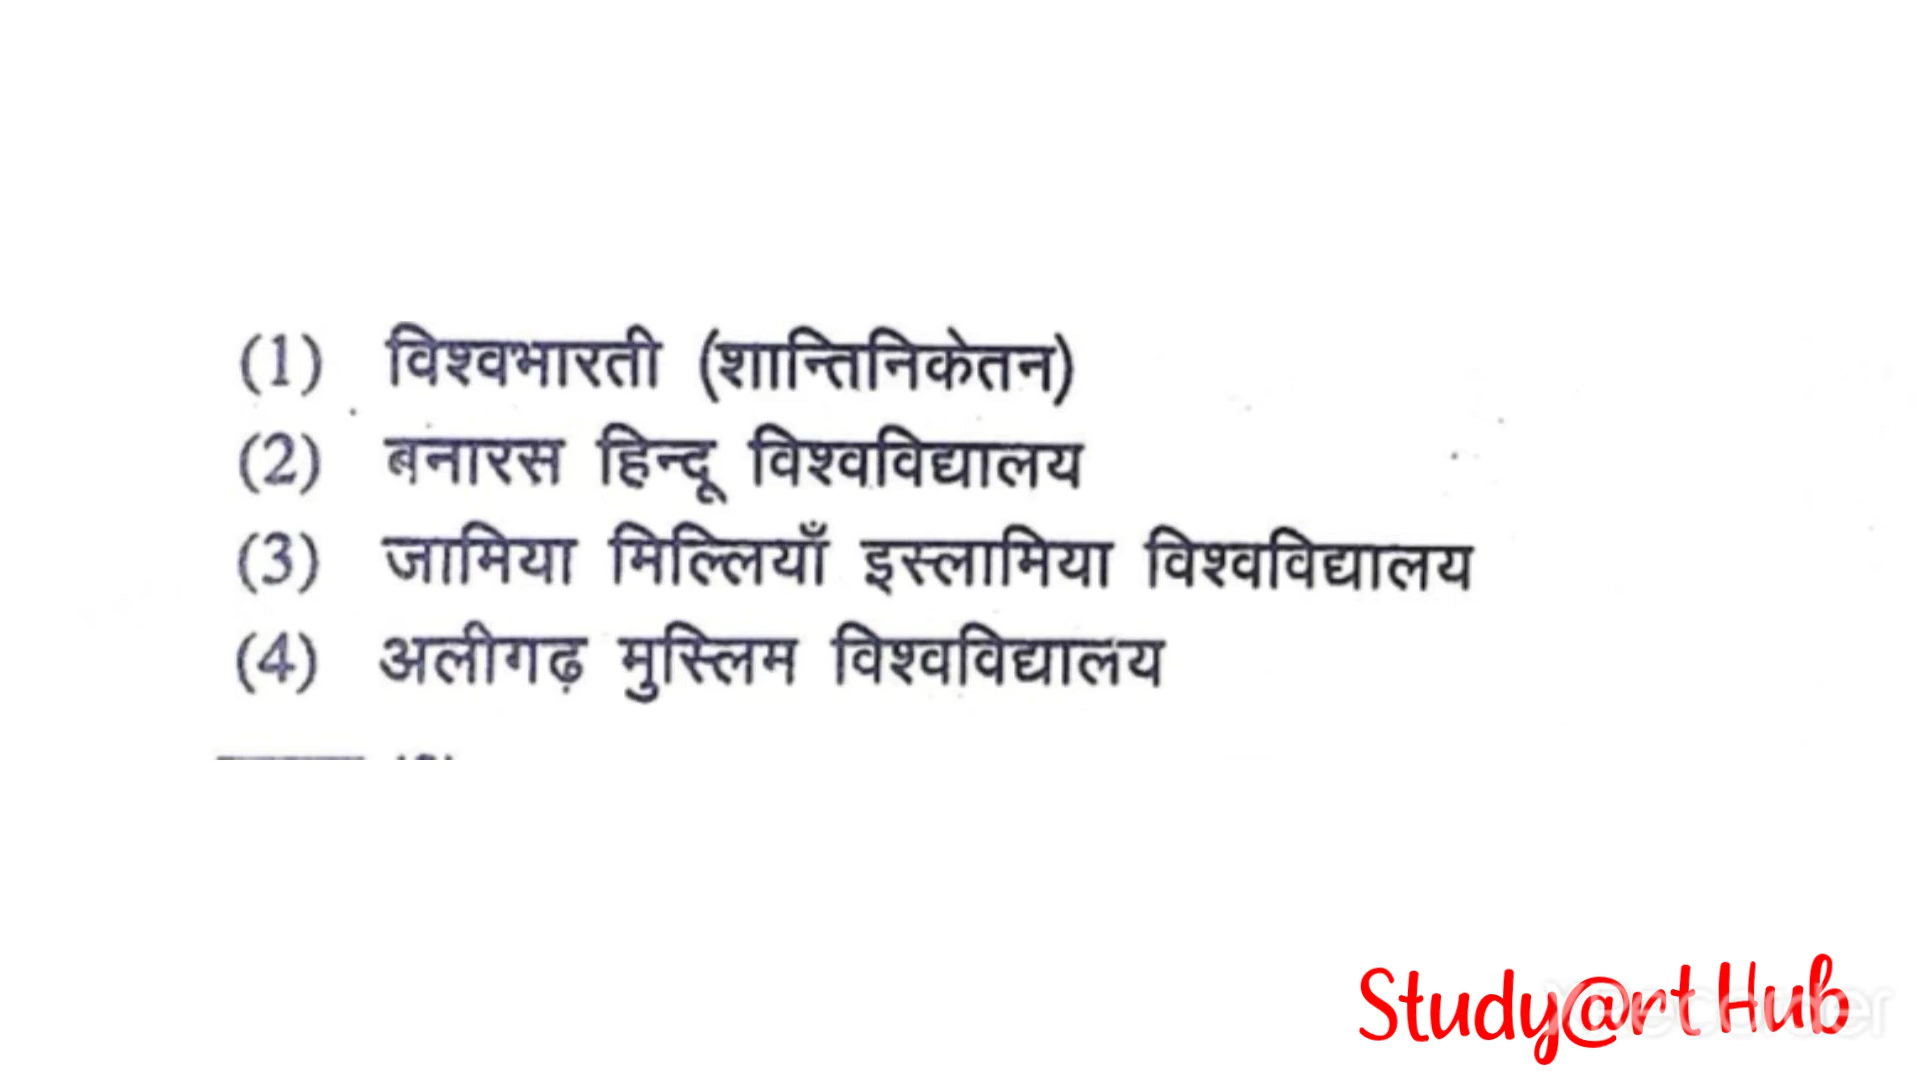 (1) विश्वभारती (शान्तिनिकेतन)
(2) बनारस हिन्दू विश्वविद्यालय
(3) जामिया मिल्लियाँ इस्लामिया विश्वविद्यालय
(4) अलीगढ़ मुस्लिम विश्वविद्यालय
Study@rt Hub